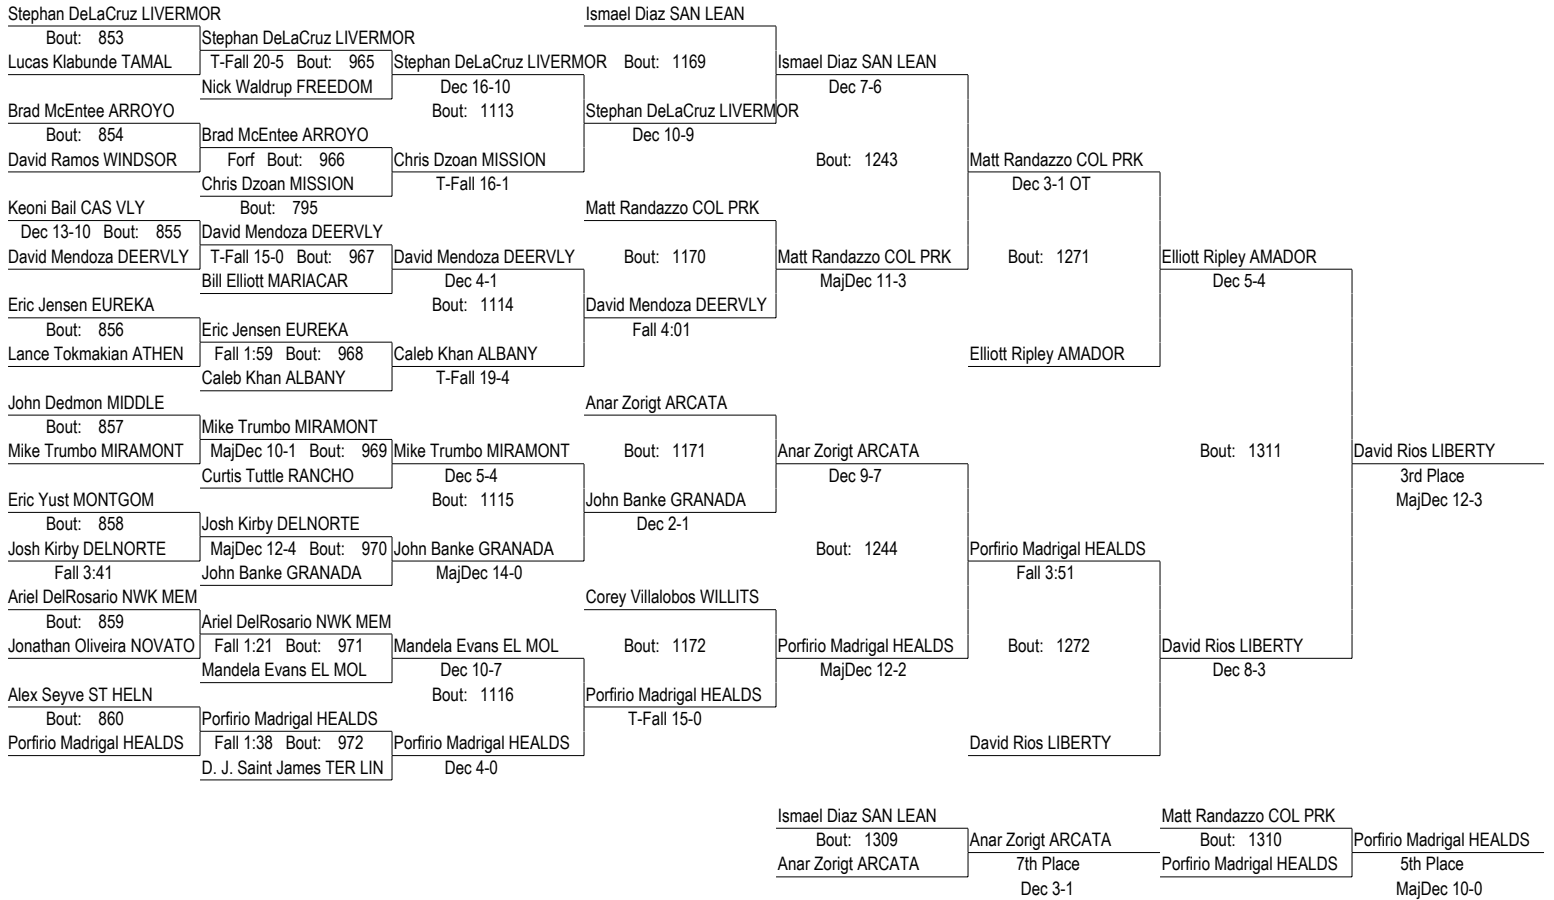 Stephan DeLaCruz LIVERMOR Ismael Diaz SAN LEAN
Bout: 853 Stephan DeLaCruz LIVERMOR
Lucas Klabunde TAMAL T-Fall 20-5 Bout: 965 Stephan DeLaCruz LIVERMOR Bout: 1169 Ismael Diaz SAN LEAN
Nick Waldrup FREEDOM Dec 16-10 Dec 7-6
Brad McEntee ARROYO Bout: 1113 Stephan DeLaCruz LIVERMOR
Bout: 854 Brad McEntee ARROYO Dec 10-9
David Ramos WINDSOR Forf Bout: 966 Chris Dzoan MISSION Bout: 1243 Matt Randazzo COL PRK
Chris Dzoan MISSION T-Fall 16-1 Dec 3-1 OT
Keoni Bail CAS VLY Bout: 795 Matt Randazzo COL PRK
Dec 13-10 Bout: 855 David Mendoza DEERVLY
David Mendoza DEERVLY T-Fall 15-0 Bout: 967 David Mendoza DEERVLY Bout: 1170 Matt Randazzo COL PRK Bout: 1271 Elliott Ripley AMADOR
Bill Elliott MARIACAR Dec 4-1 MajDec 11-3 Dec 5-4
Eric Jensen EUREKA Bout: 1114 David Mendoza DEERVLY
Bout: 856 Eric Jensen EUREKA Fall 4:01
Lance Tokmakian ATHEN Fall 1:59 Bout: 968 Caleb Khan ALBANY Elliott Ripley AMADOR
Caleb Khan ALBANY T-Fall 19-4
John Dedmon MIDDLE Anar Zorigt ARCATA
Bout: 857 Mike Trumbo MIRAMONT
Mike Trumbo MIRAMONT MajDec 10-1 Bout: 969 Mike Trumbo MIRAMONT Bout: 1171 Anar Zorigt ARCATA Bout: 1311 David Rios LIBERTY
Curtis Tuttle RANCHO Dec 5-4 Dec 9-7 3rd Place
Eric Yust MONTGOM Bout: 1115 John Banke GRANADA MajDec 12-3
Bout: 858 Josh Kirby DELNORTE Dec 2-1
Josh Kirby DELNORTE MajDec 12-4 Bout: 970 John Banke GRANADA Bout: 1244 Porfirio Madrigal HEALDS
Fall 3:41 John Banke GRANADA MajDec 14-0 Fall 3:51
Ariel DelRosario NWK MEM Corey Villalobos WILLITS
Bout: 859 Ariel DelRosario NWK MEM
Jonathan Oliveira NOVATO Fall 1:21 Bout: 971 Mandela Evans EL MOL Bout: 1172 Porfirio Madrigal HEALDS Bout: 1272 David Rios LIBERTY
Mandela Evans EL MOL Dec 10-7 MajDec 12-2 Dec 8-3
Alex Seyve ST HELN Bout: 1116 Porfirio Madrigal HEALDS
Bout: 860 Porfirio Madrigal HEALDS T-Fall 15-0
Porfirio Madrigal HEALDS Fall 1:38 Bout: 972 Porfirio Madrigal HEALDS David Rios LIBERTY
D. J. Saint James TER LIN Dec 4-0
Ismael Diaz SAN LEAN Matt Randazzo COL PRK
Bout: 1309 Anar Zorigt ARCATA Bout: 1310 Porfirio Madrigal HEALDS
Anar Zorigt ARCATA 7th Place Porfirio Madrigal HEALDS 5th Place
Dec 3-1 MajDec 10-0